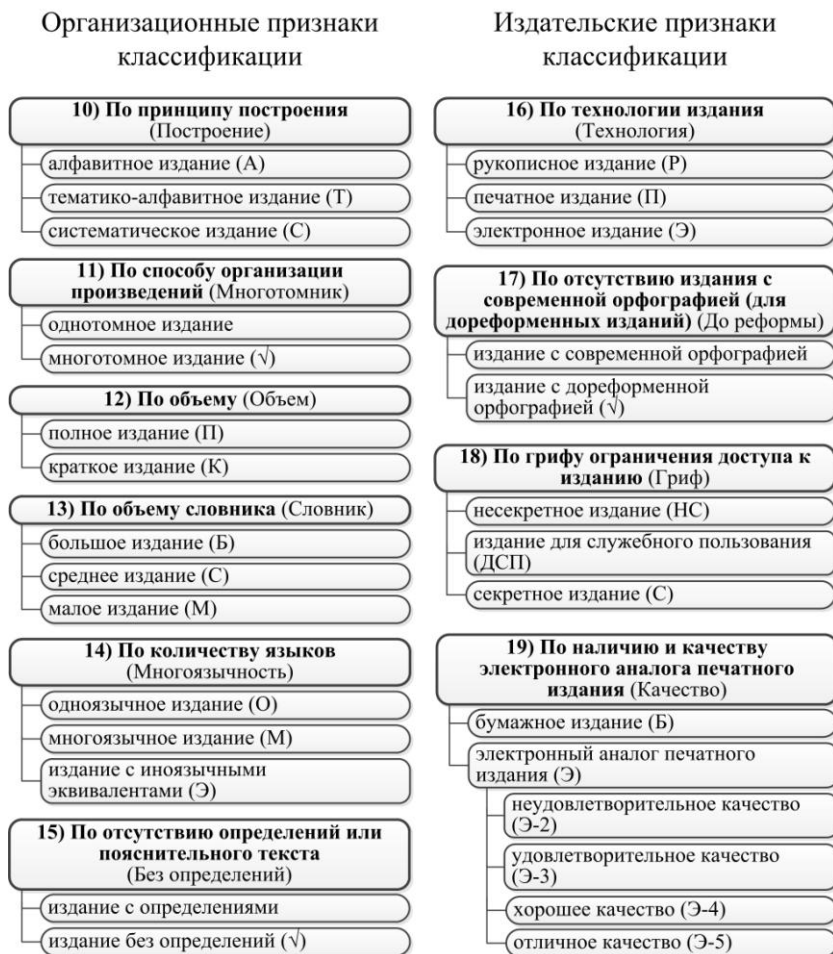 Организационные признаки
классификации
10) По принципу построения
(Построение)
алфавитное издание (А)
тематико-алфавитное издание (Т)
систематическое издание (С)
11) По способу организации
произведений (Многотомник)
однотомное издание
многотомное издание (√)
12) По объему (Объем)
полное издание (П)
краткое издание (К)
13) По объему словника (Словник)
большое издание (Б)
среднее издание (С)
малое издание (М)
14) По количеству языков
(Многоязычность)
одноязычное издание (О)
многоязычное издание (М)
издание с иноязычными
эквивалентами (Э)
15) По отсутствию определений или
пояснительного текста
(Без определений)
издание с определениями
издание без определений (√)
Издательские признаки
классификации
16) По технологии издания
(Технология)
рукописное издание (Р)
печатное издание (П)
электронное издание (Э)
17) По отсутствию издания с
современной орфографией (для
дореформенных изданий) (До реформы)
издание с современной орфографией
издание с дореформенной
орфографией (√)
18) По грифу ограничения доступа к
изданию (Гриф)
несекретное издание (НС)
издание для служебного пользования
(ДСП)
секретное издание (С)
19) По наличию и качеству
электронного аналога печатного
издания (Качество)
бумажное издание (Б)
электронный аналог печатного
издания (Э)
неудовлетворительное качество
(Э-2)
удовлетворительное качество
(Э-3)
хорошее качество (Э-4)
отличное качество (Э-5)